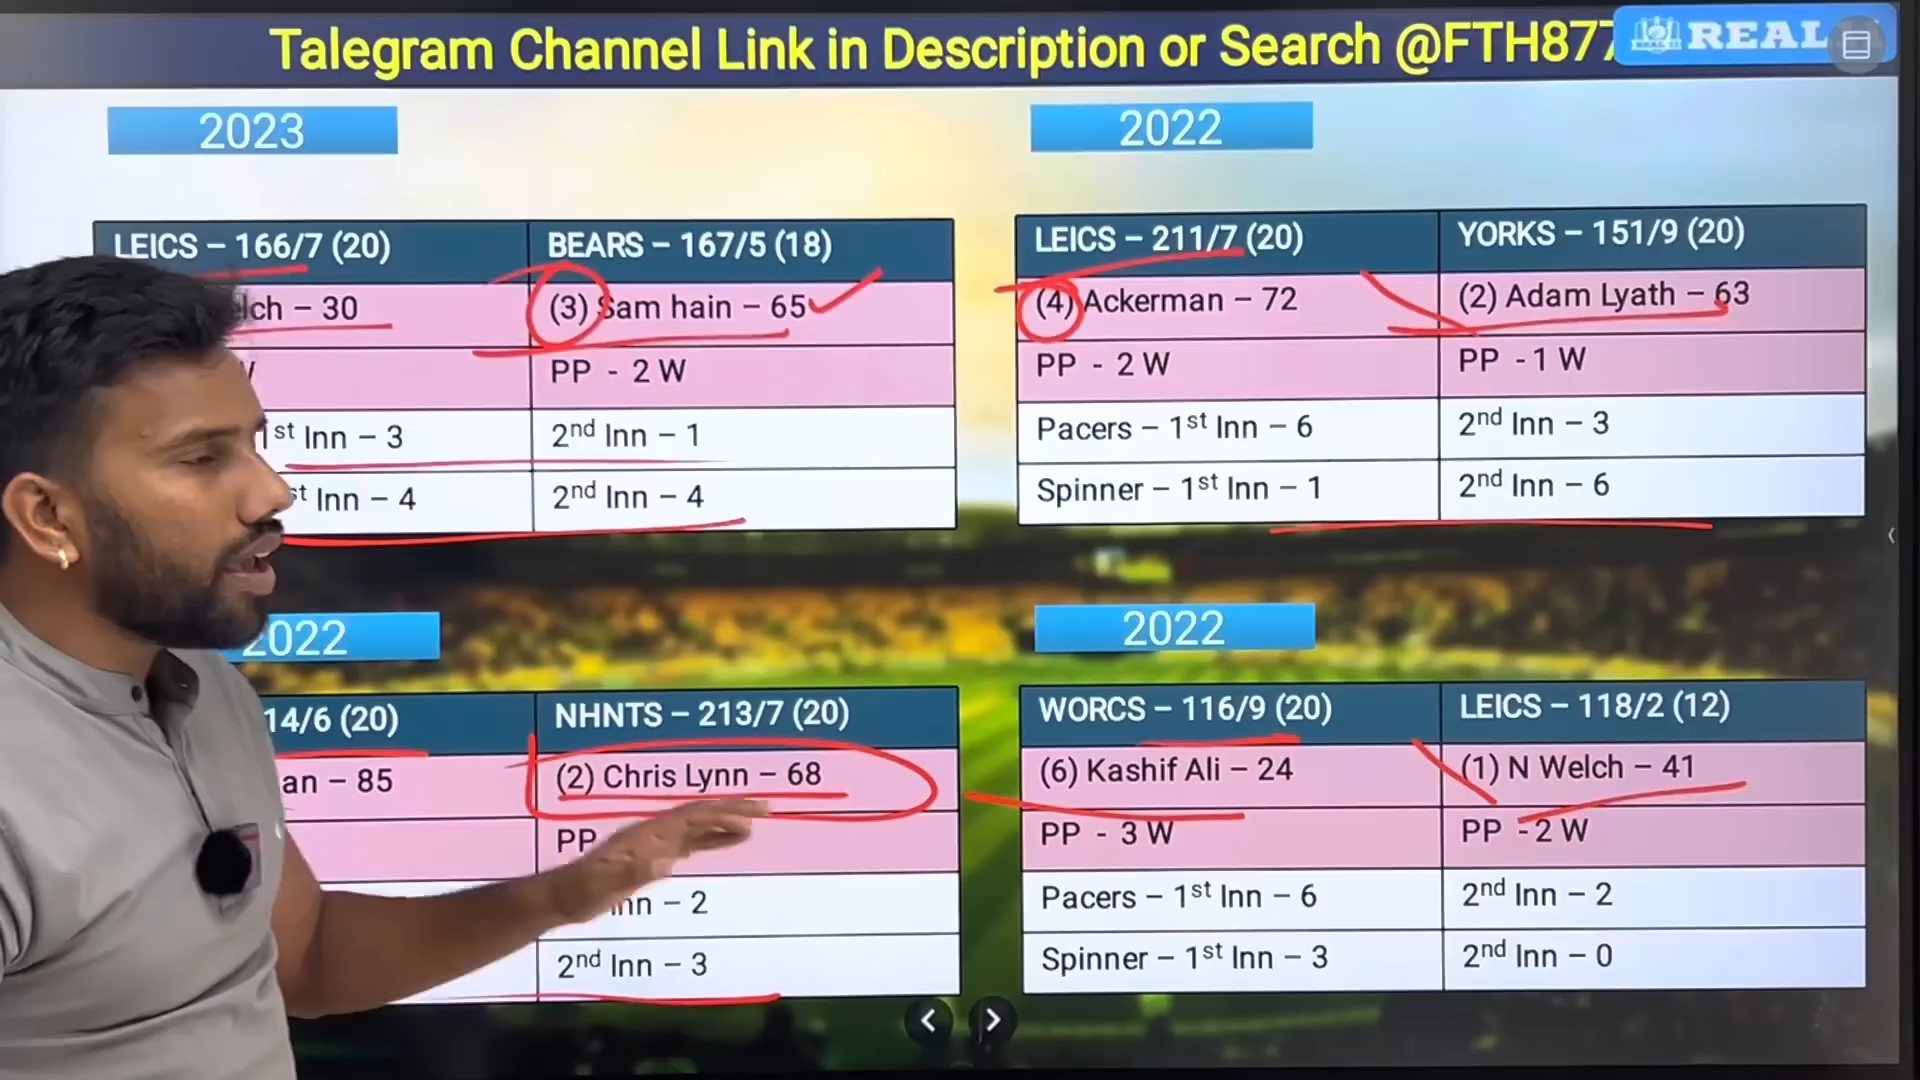 Talegram Channel Link in Description or Search @FTH877
REAL
2023
LEICS – 166/7 (20) BEARS – 167/5 (18)
elch – 30 (3) Sam hain – 65
PP - 2 W
1st Inn – 3 2nd Inn – 1
st Inn – 4 2nd Inn – 4
2022
LEICS – 211/7 (20) YORKS – 151/9 (20)
(4) Ackerman – 72 (2) Adam Lyath – 63
PP - 2 W PP - 1 W
Pacers – 1st Inn – 6 2nd Inn – 3
Spinner – 1st Inn – 1 2nd Inn – 6
2022
14/6 (20) NHNTS – 213/7 (20)
an – 85 (2) Chris Lynn – 68
PP
Inn – 2
2nd Inn – 3
2022
WORCS – 116/9 (20) LEICS – 118/2 (12)
(6) Kashif Ali – 24 (1) N Welch – 41
PP - 3 W PP - 2 W
Pacers – 1st Inn – 6 2nd Inn – 2
Spinner – 1st Inn – 3 2nd Inn – 0